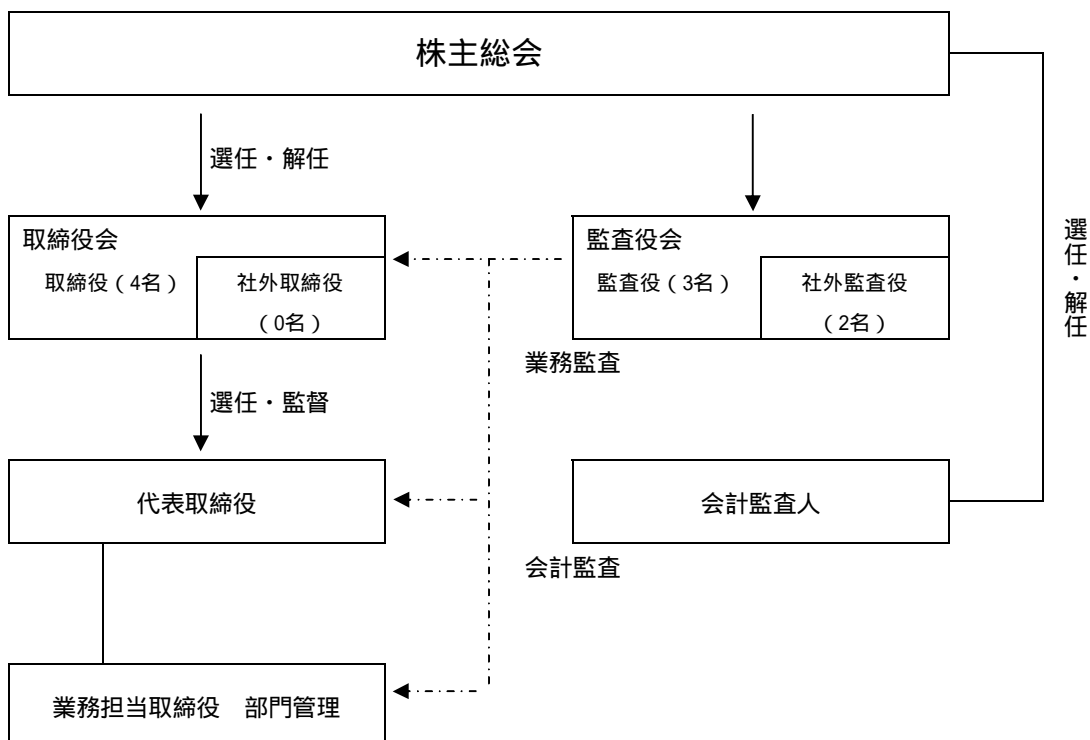 株主総会
選任・解任
取締役会
取締役（4名）
社外取締役
（0名）
監査役会
監査役（3名）
社外監査役
（2名）
選任・解任
業務監査
選任・監督
代表取締役
会計監査人
会計監査
業務担当取締役　部門管理